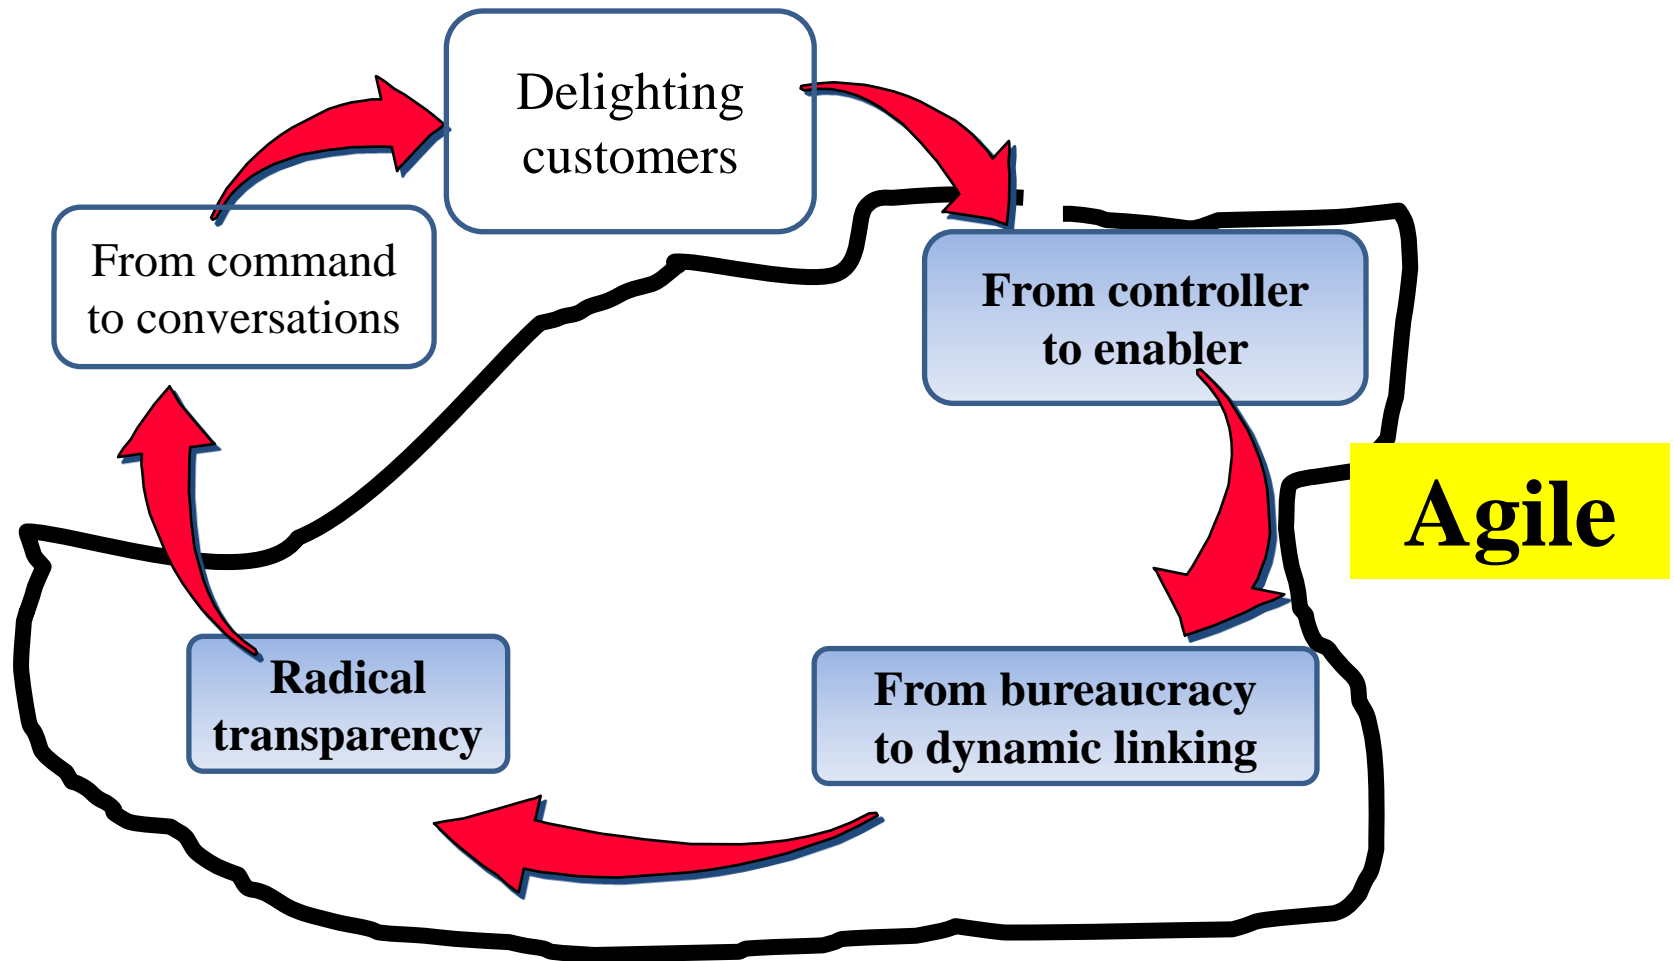 Delighting
customers
From command
to conversations
From controller
to enabler
Agile
Radical
transparency
From bureaucracy
to dynamic linking